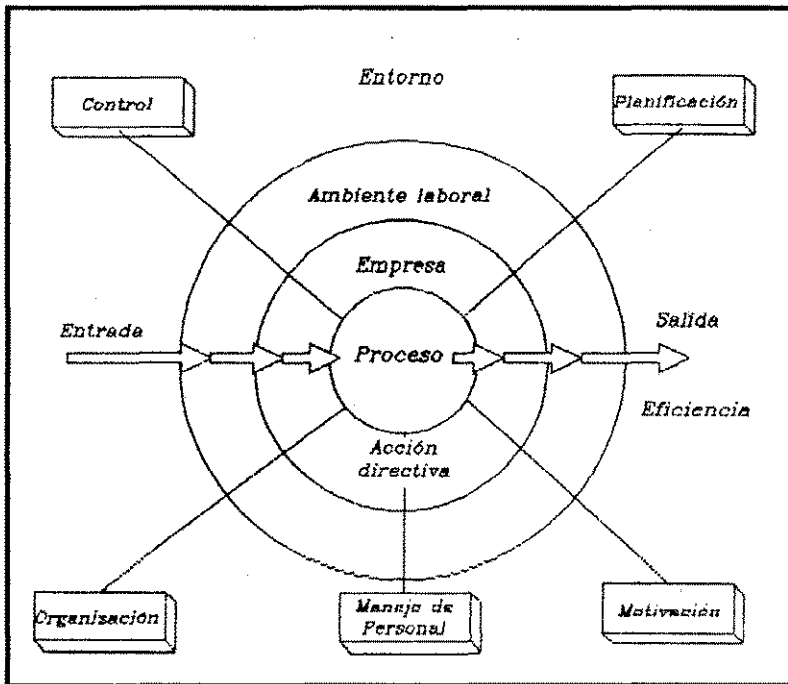 Entorno
Control
Planificación
Ambiente laboral
Empresa
Entrada
Salida
Proceso
Eficiencia
Acción
directiva
Organización
Manejo de
Personal
Motivación